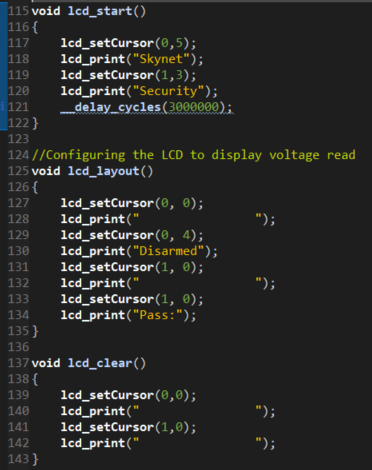 115 void lcd_start()
116 {
117     lcd_setCursor(0,5);
118     lcd_print("Skynet");
119     lcd_setCursor(1,3);
120     lcd_print("Security");
121     __delay_cycles(3000000);
122 }
123
124 //Configuring the LCD to display voltage read
125 void lcd_layout()
126 {
127     lcd_setCursor(0, 0);
128     lcd_print("                ");
129     lcd_setCursor(0, 4);
130     lcd_print("Disarmed");
131     lcd_setCursor(1, 0);
132     lcd_print("                ");
133     lcd_setCursor(1, 0);
134     lcd_print("Pass:");
135 }
136
137 void lcd_clear()
138 {
139     lcd_setCursor(0,0);
140     lcd_print("                ");
141     lcd_setCursor(1,0);
142     lcd_print("                ");
143 }